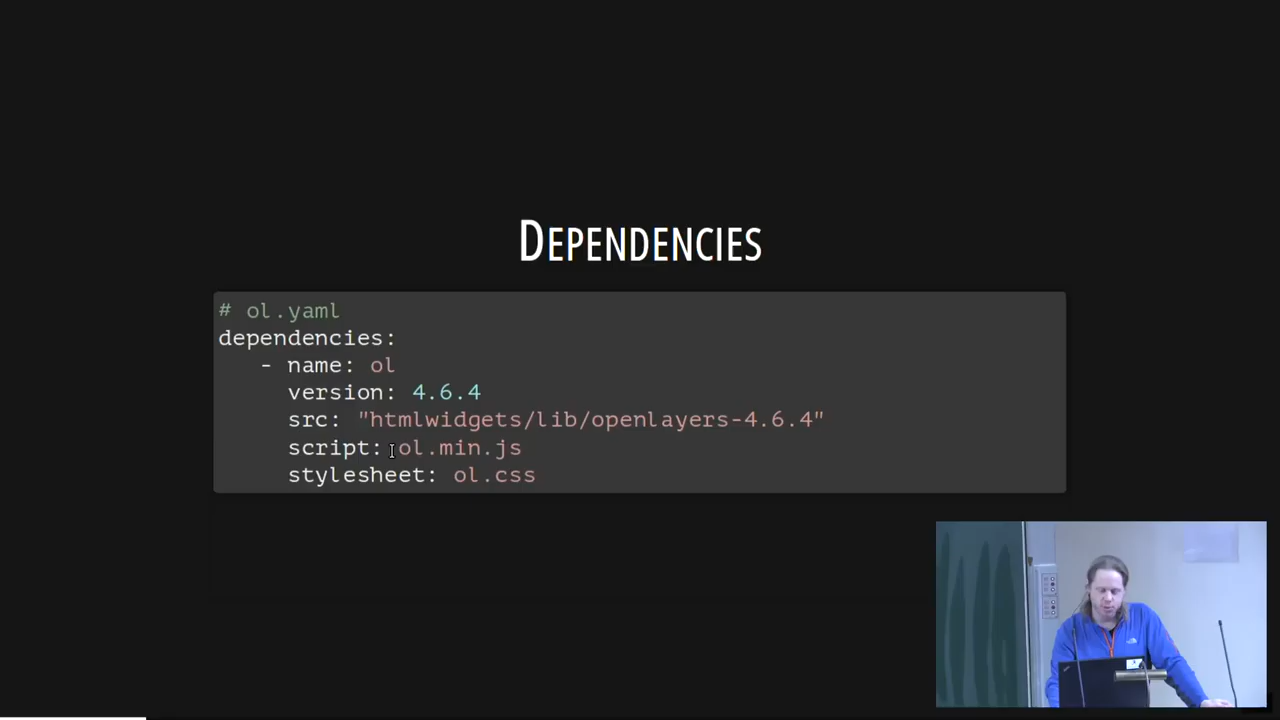 DEPENDENCIES
# ol.yaml
dependencies:
- name: ol
version: 4.6.4
src: "htmlwidgets/lib/openlayers-4.6.4"
script: ol.min.js
stylesheet: ol.css